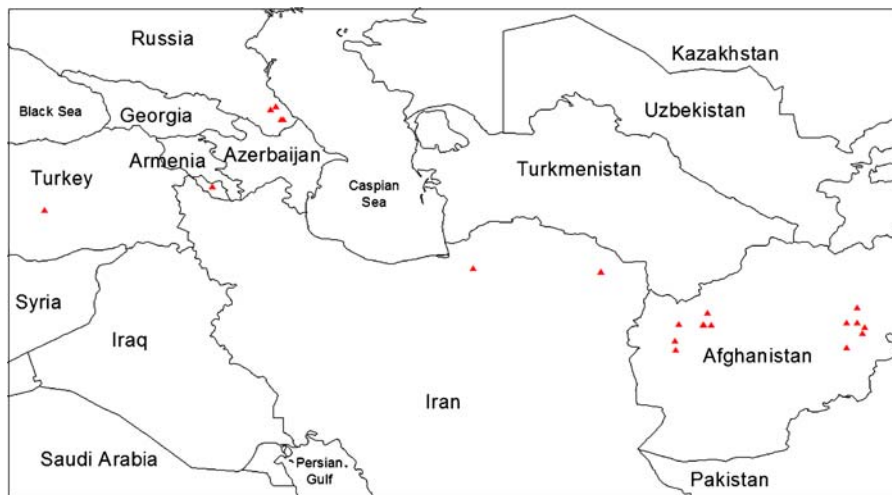 Russia
Kazakhstan
Black Sea
Georgia
Uzbekistan
Armenia
Azerbaijan
Turkey
Turkmenistan
Caspian
Sea
Syria
Iraq
Afghanistan
Iran
Saudi Arabia
Persian
Gulf
Pakistan